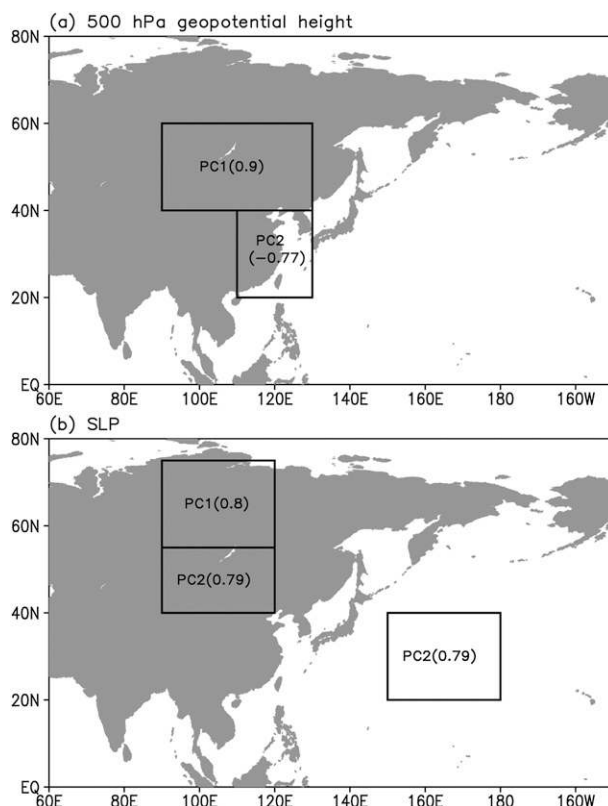 (a) 500 hPa geopotential height
80N
60N
PC1(0.9)
40N
PC2
(−0.77)
20N
EQ
60E 80E 100E 120E 140E 160E 180 160W
(b) SLP
80N
PC1(0.8)
60N
PC2(0.79)
40N
PC2(0.79)
20N
EQ
60E 80E 100E 120E 140E 160E 180 160W